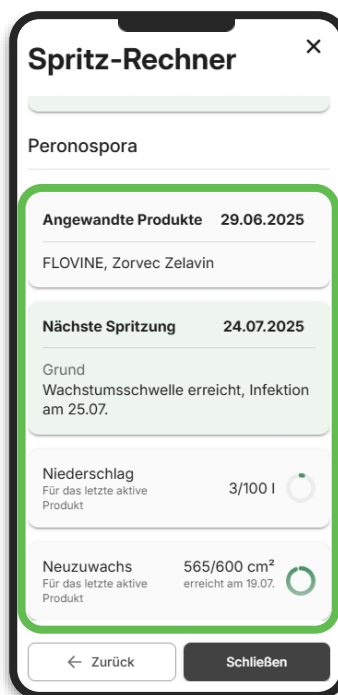 Spritz-Rechner
Peronospora
Angewandte Produkte 29.06.2025
FLOVINE, Zorvec Zelavin
Nächste Spritzung 24.07.2025
Grund
Wachstumsschwelle erreicht, Infektion
am 25.07.
Niederschlag
Für das letzte aktive
Produkt
3/100 l
Neuzuwachs
Für das letzte aktive
Produkt
565/600 cm²
erreicht am 19.07.
← Zurück
Schließen